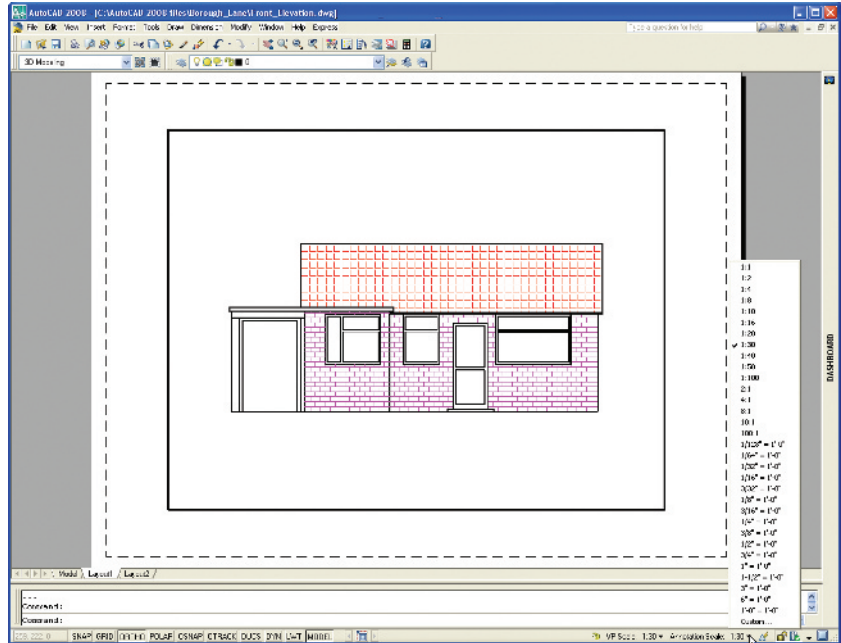 AutoCAD 2008 - [C:\AutoCAD 2008 files\Borough_Lane\Front_Elevation.dwg]
File Edit View Insert Format Tools Draw Dimension Modify Window Help Express
Type a question for help
3D Modeling
0
1:1
1:2
1:4
1:8
1:10
1:16
1:20
1:30
1:40
1:50
1:100
2:1
4:1
8:1
10:1
100:1
1/128" = 1'-0"
1/64" = 1'-0"
1/32" = 1'-0"
1/16" = 1'-0"
3/32" = 1'-0"
1/8" = 1'-0"
3/16" = 1'-0"
1/4" = 1'-0"
3/8" = 1'-0"
1/2" = 1'-0"
3/4" = 1'-0"
1" = 1'-0"
1-1/2" = 1'-0"
3" = 1'-0"
6" = 1'-0"
1'-0" = 1'-0"
Custom...
DASHBOARD
Model Layout1 Layout2
Command:
Command:
SNAP GRID ORTHO POLAR OSNAP OTRACK DUCS DYN LWT MODEL
VP Scale: 1:30 Annotation Scale: 1:30